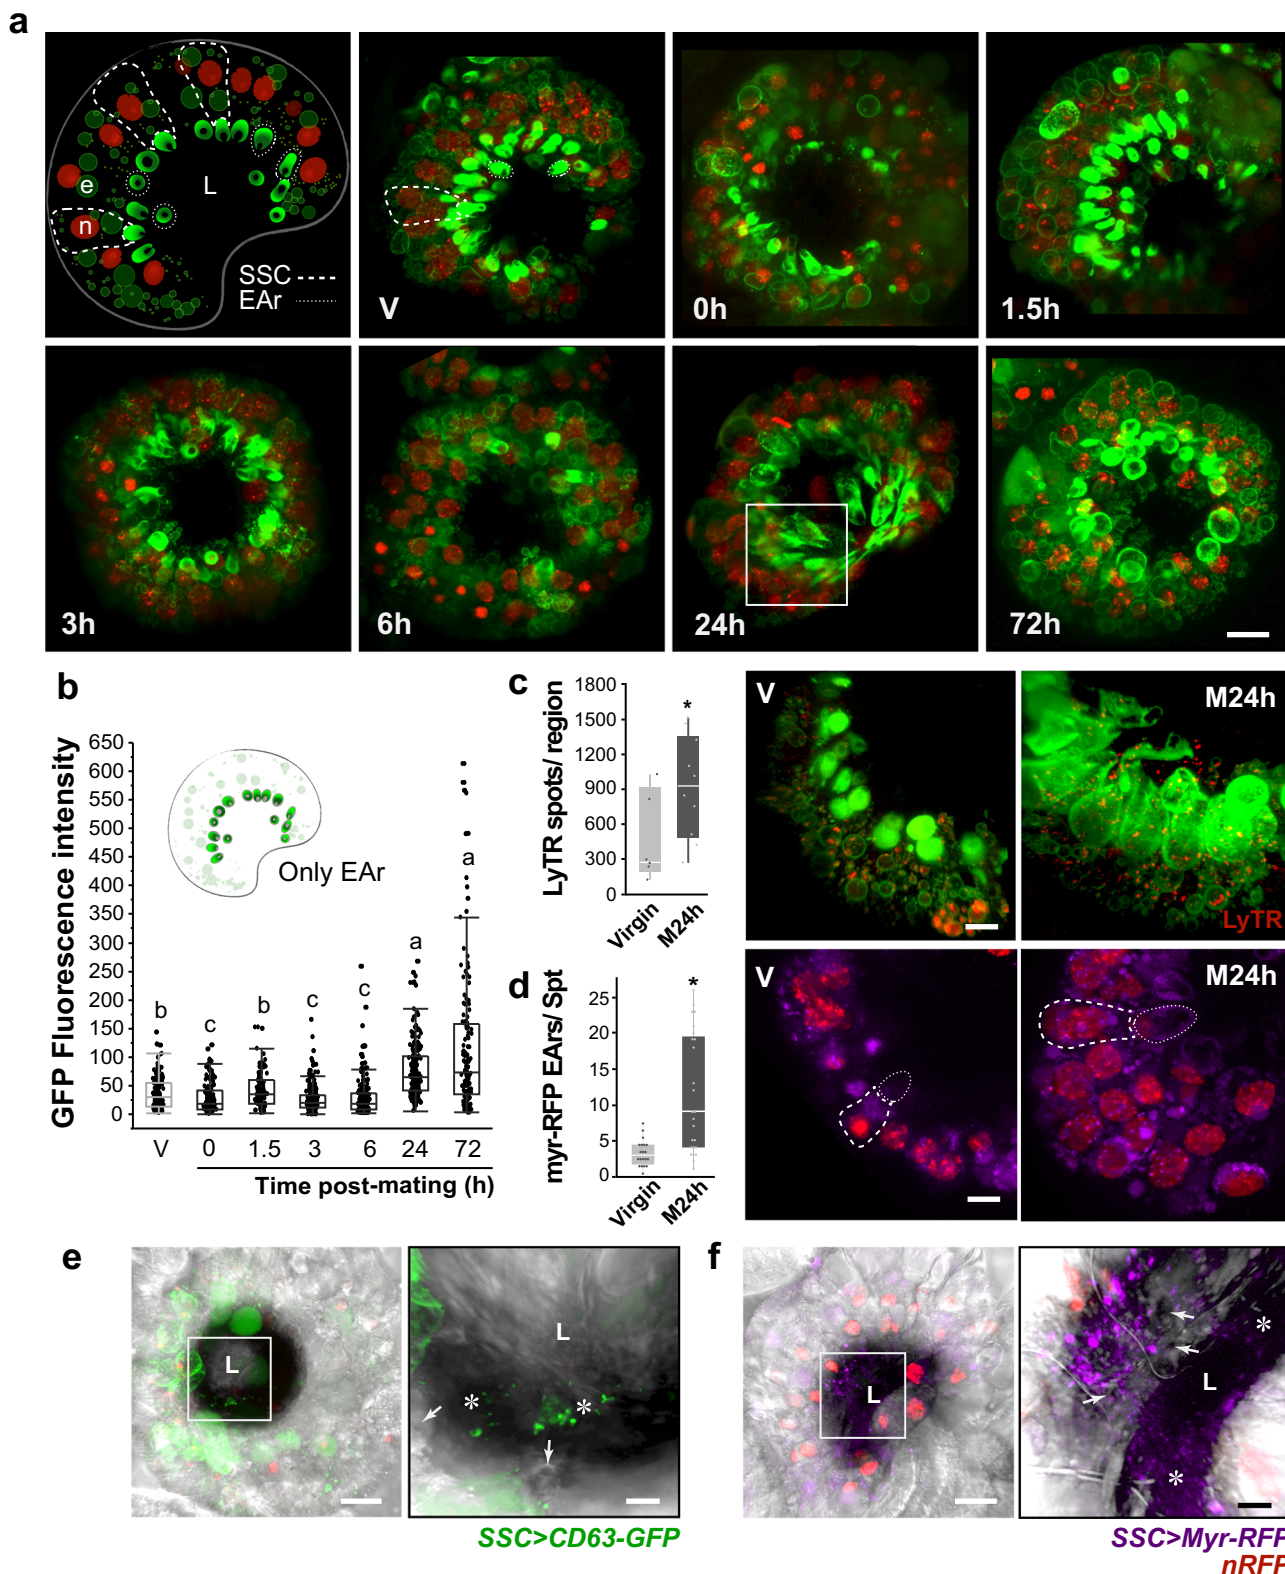 a
e
n
L
SSC
EAr
V
0h
1.5h
3h
6h
24h
72h
b
GFP Fluorescence intensity
650
600
550
500
450
400
350
300
250
200
150
100
50
0
Only EAr
b
c
b
c
c
a
a
V
0
1.5
3
6
24
72
Time post-mating (h)
c
LyTR spots/ region
1800
1500
1200
900
600
300
0
*
Virgin
M24h
V
M24h
LyTR
d
myr-RFP EArs/ Spt
25
20
15
10
5
0
*
Virgin
M24h
V
M24h
e
L
L
*
*
SSC>CD63-GFP
f
L
*
L
*
SSC>Myr-RFP
nRFP